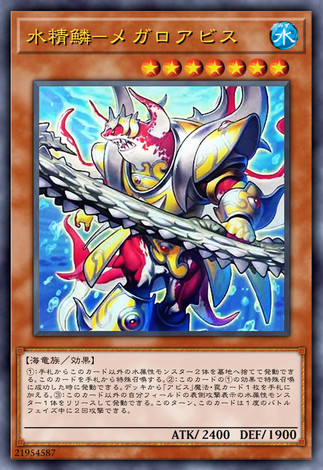 水精鱗－メガロアビス
水
【海竜族／効果】
①：手札からこのカード以外の水属性モンスター２体を墓地へ捨てて発動でき
る。このカードを手札から特殊召喚する。②：このカードの①の効果で特殊召喚
に成功した時に発動できる。デッキから「アビス」魔法・罠カード１枚を手札に
加える。③：このカード以外の自分フィールドの表側攻撃表示の水属性モンス
ター１体をリリースして発動できる。このターン、このカードは１度のバトル
フェイズ中に２回攻撃できる。
ATK/ 2400 DEF/1900
21954587